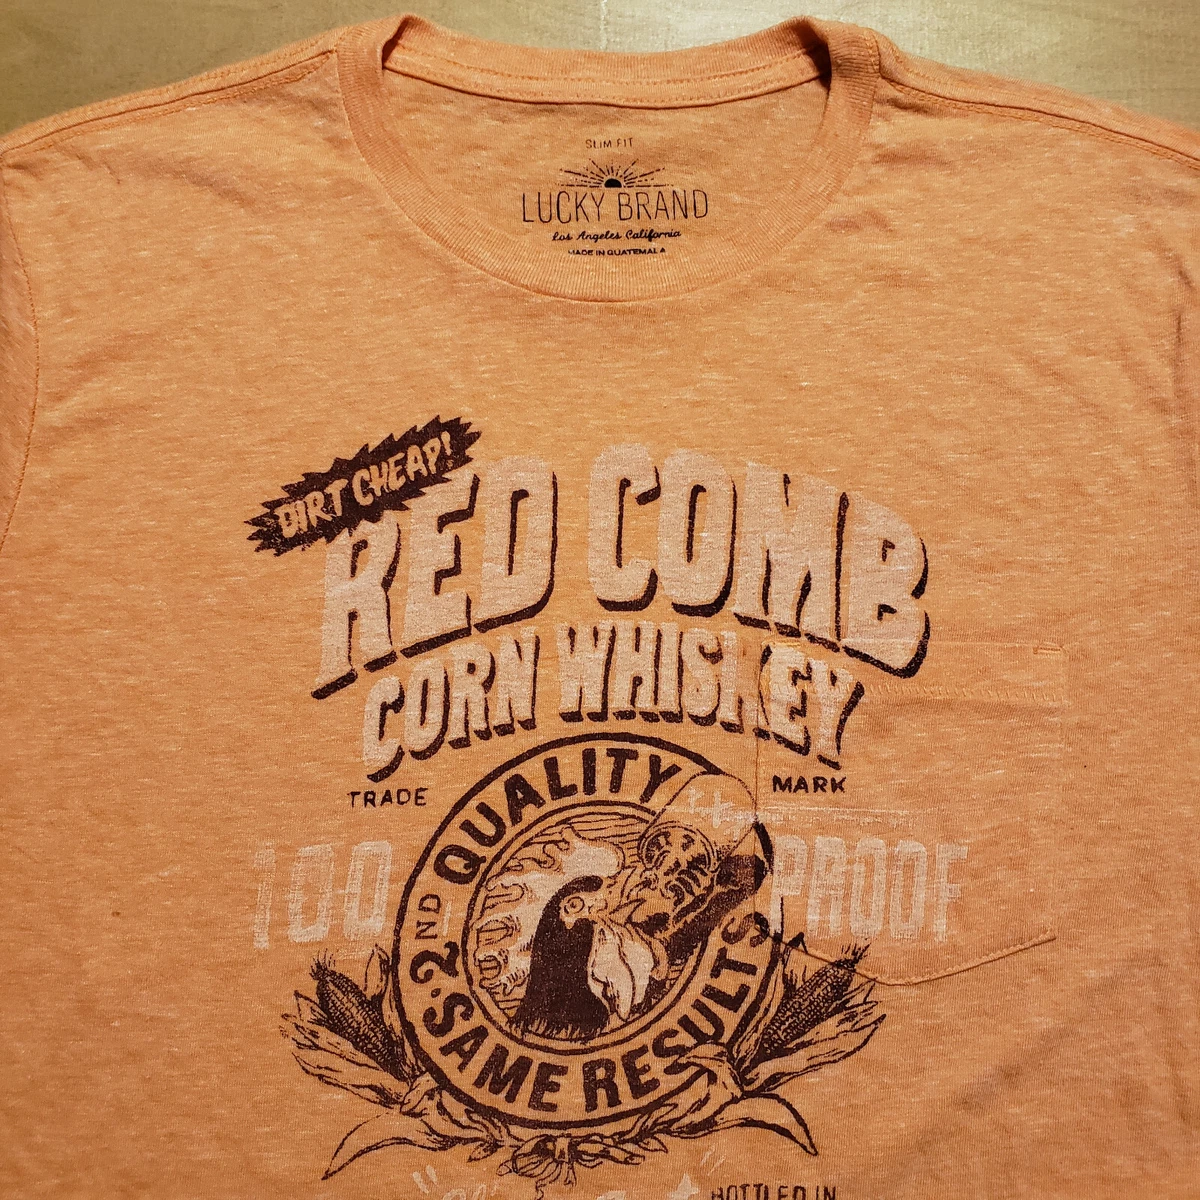 SLIM FIT
LUCKY BRAND
Los Angeles California
MADE IN GUATEMALA
DIRT CHEAP!
RED COMB
CORN WHISKEY
TRADE MARK
100 PROOF
2ND QUALITY
SAME RESULTS
BOTTLED IN